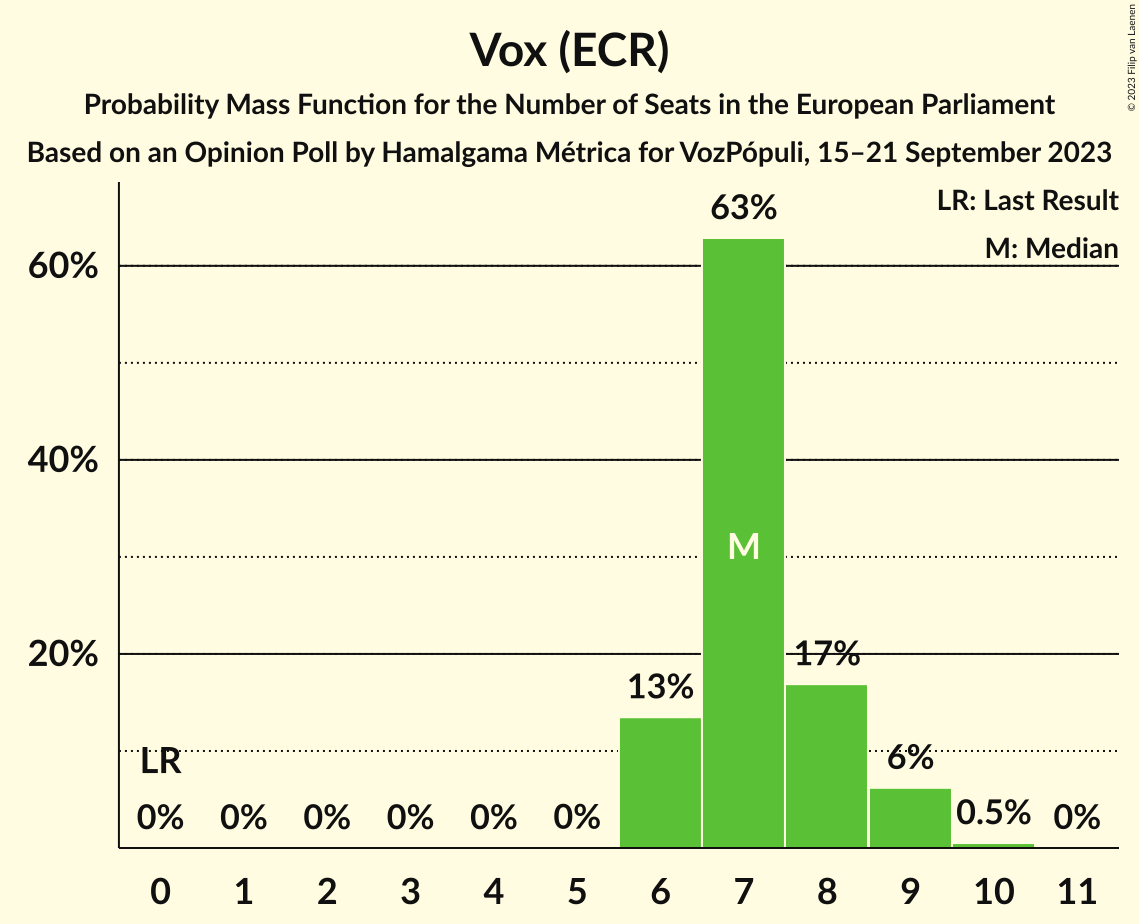 © 2023 Filip van Laenen
Vox (ECR)
Probability Mass Function for the Number of Seats in the European Parliament
Based on an Opinion Poll by Hamalgama Métrica for VozPópuli, 15–21 September 2023
LR: Last Result
M: Median
63%
60%
40%
M
20%
17%
13%
LR
6%
0% 0% 0% 0% 0% 0% 0.5% 0%
0 1 2 3 4 5 6 7 8 9 10 11